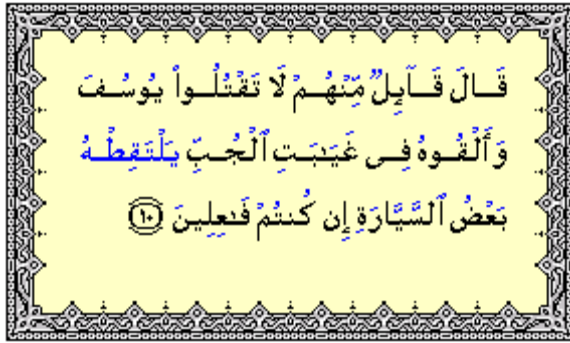 قَالَ قَآئِلٌ مِّنْهُمْ لَا تَقْتُلُوا۟ يُوسُفَ
وَأَلْقُوهُ فِى غَيَٰبَتِ ٱلْجُبِّ يَلْتَقِطْهُ
بَعْضُ ٱلسَّيَّارَةِ إِن كُنتُمْ فَٰعِلِينَ ١٠